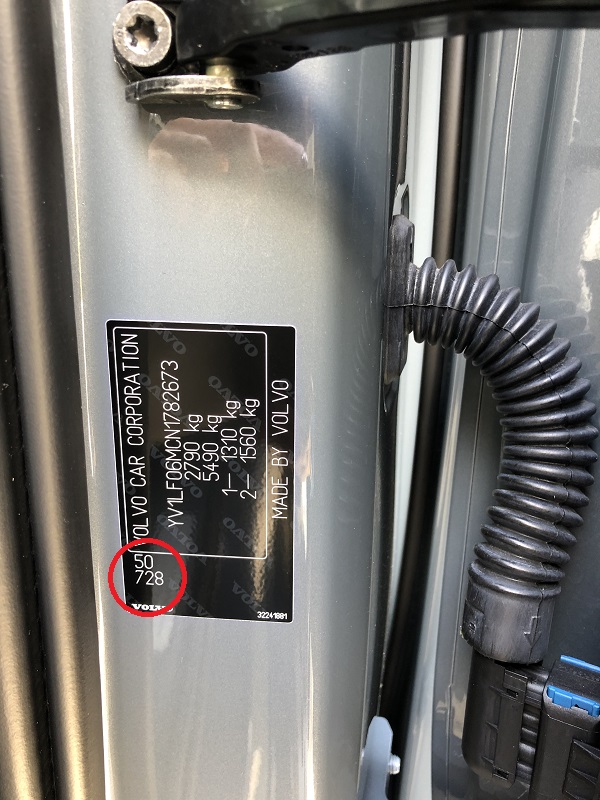 VOLVO CAR CORPORATION
YV1LF06MCN1782673
2790 kg
5490 kg
1— 1310 kg
2— 1560 kg
MADE BY VOLVO
50
728
VOLVO
32241081